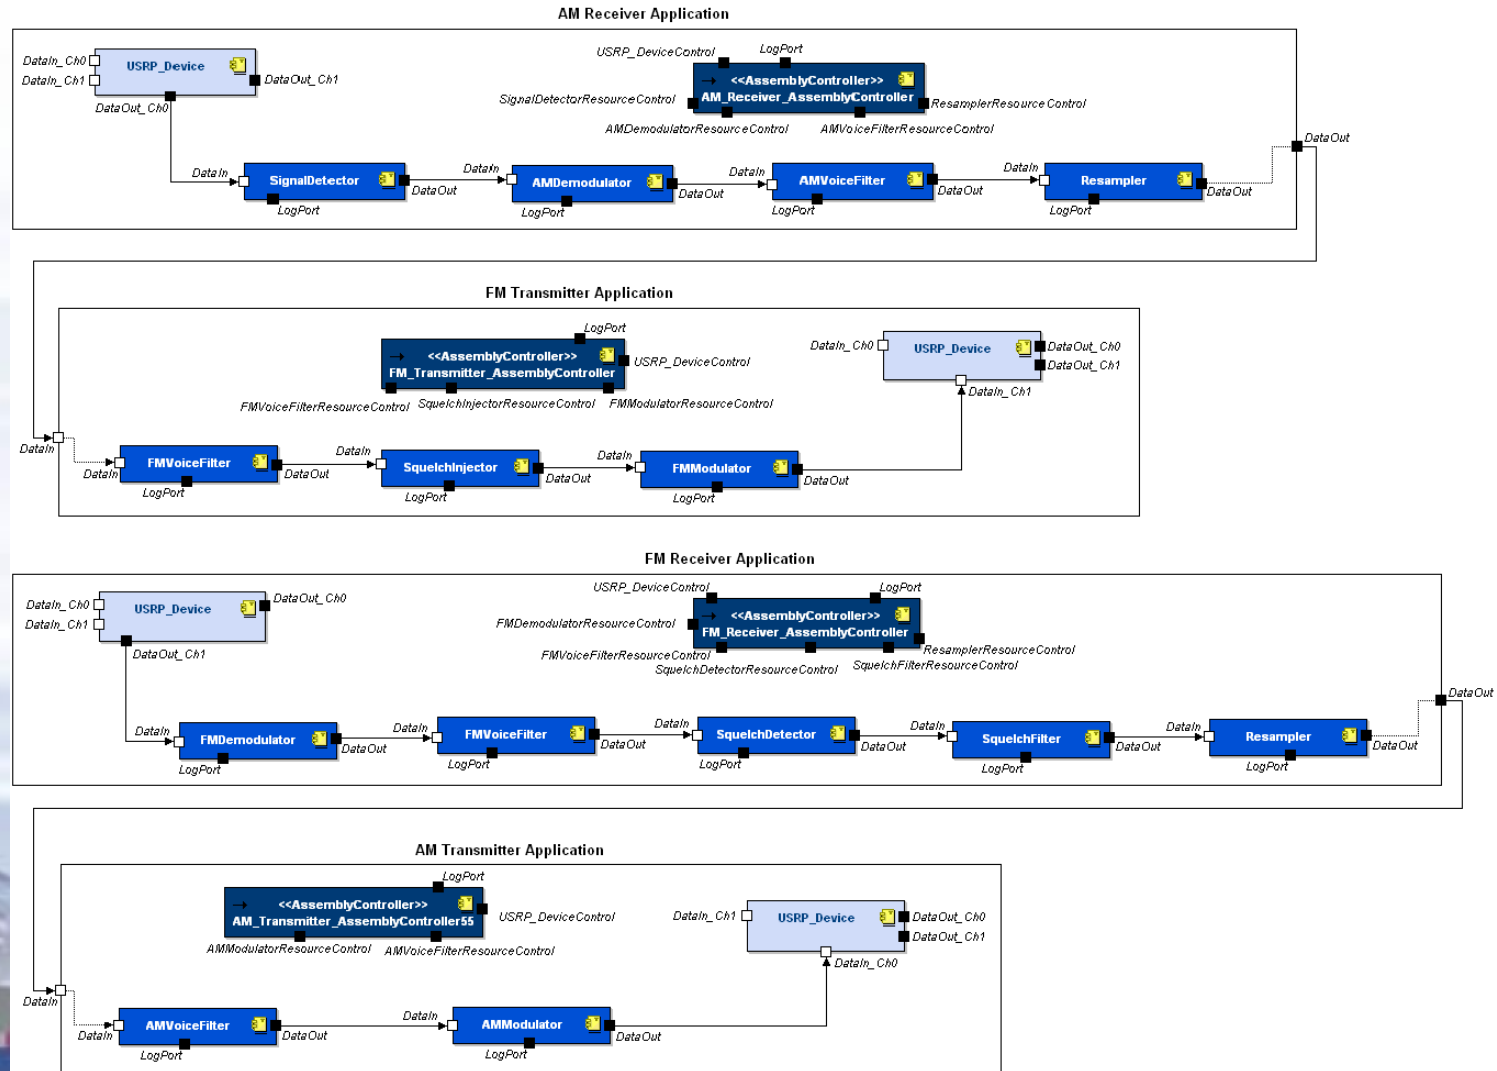 AM Receiver Application
USRP_DeviceControl
LogPort
DataIn_Ch0
USRP_Device
DataIn_Ch1
DataOut_Ch1
<<AssemblyController>>
AM_Receiver_AssemblyController
DataOut_Ch0
SignalDetectorResourceControl
ResamplerResourceControl
AMDemodulatorResourceControl
AMVoiceFilterResourceControl
DataOut
DataIn
SignalDetector
DataOut
LogPort
DataIn
AMDemodulator
DataOut
LogPort
DataIn
AMVoiceFilter
DataOut
LogPort
DataIn
Resampler
DataOut
LogPort
FM Transmitter Application
LogPort
<<AssemblyController>>
FM_Transmitter_AssemblyController
USRP_DeviceControl
DataIn_Ch0
USRP_Device
DataOut_Ch0
DataOut_Ch1
DataIn_Ch1
FMVoiceFilterResourceControl
SquelchInjectorResourceControl
FMModulatorResourceControl
DataIn
DataIn
FMVoiceFilter
DataOut
LogPort
DataIn
SquelchInjector
DataOut
LogPort
DataIn
FMModulator
DataOut
LogPort
FM Receiver Application
USRP_DeviceControl
LogPort
DataIn_Ch0
USRP_Device
DataOut_Ch0
DataIn_Ch1
DataOut_Ch1
<<AssemblyController>>
FM_Receiver_AssemblyController
FMDemodulatorResourceControl
FMVoiceFilterResourceControl
SquelchDetectorResourceControl
SquelchFilterResourceControl
ResamplerResourceControl
DataOut
DataIn
FMDemodulator
DataOut
LogPort
DataIn
FMVoiceFilter
DataOut
LogPort
DataIn
SquelchDetector
DataOut
LogPort
DataIn
SquelchFilter
DataOut
LogPort
DataIn
Resampler
DataOut
LogPort
AM Transmitter Application
LogPort
<<AssemblyController>>
AM_Transmitter_AssemblyController55
USRP_DeviceControl
DataIn_Ch1
USRP_Device
DataOut_Ch0
DataOut_Ch1
DataIn_Ch0
AMModulatorResourceControl
AMVoiceFilterResourceControl
DataIn
DataIn
AMVoiceFilter
DataOut
LogPort
DataIn
AMModulator
DataOut
LogPort